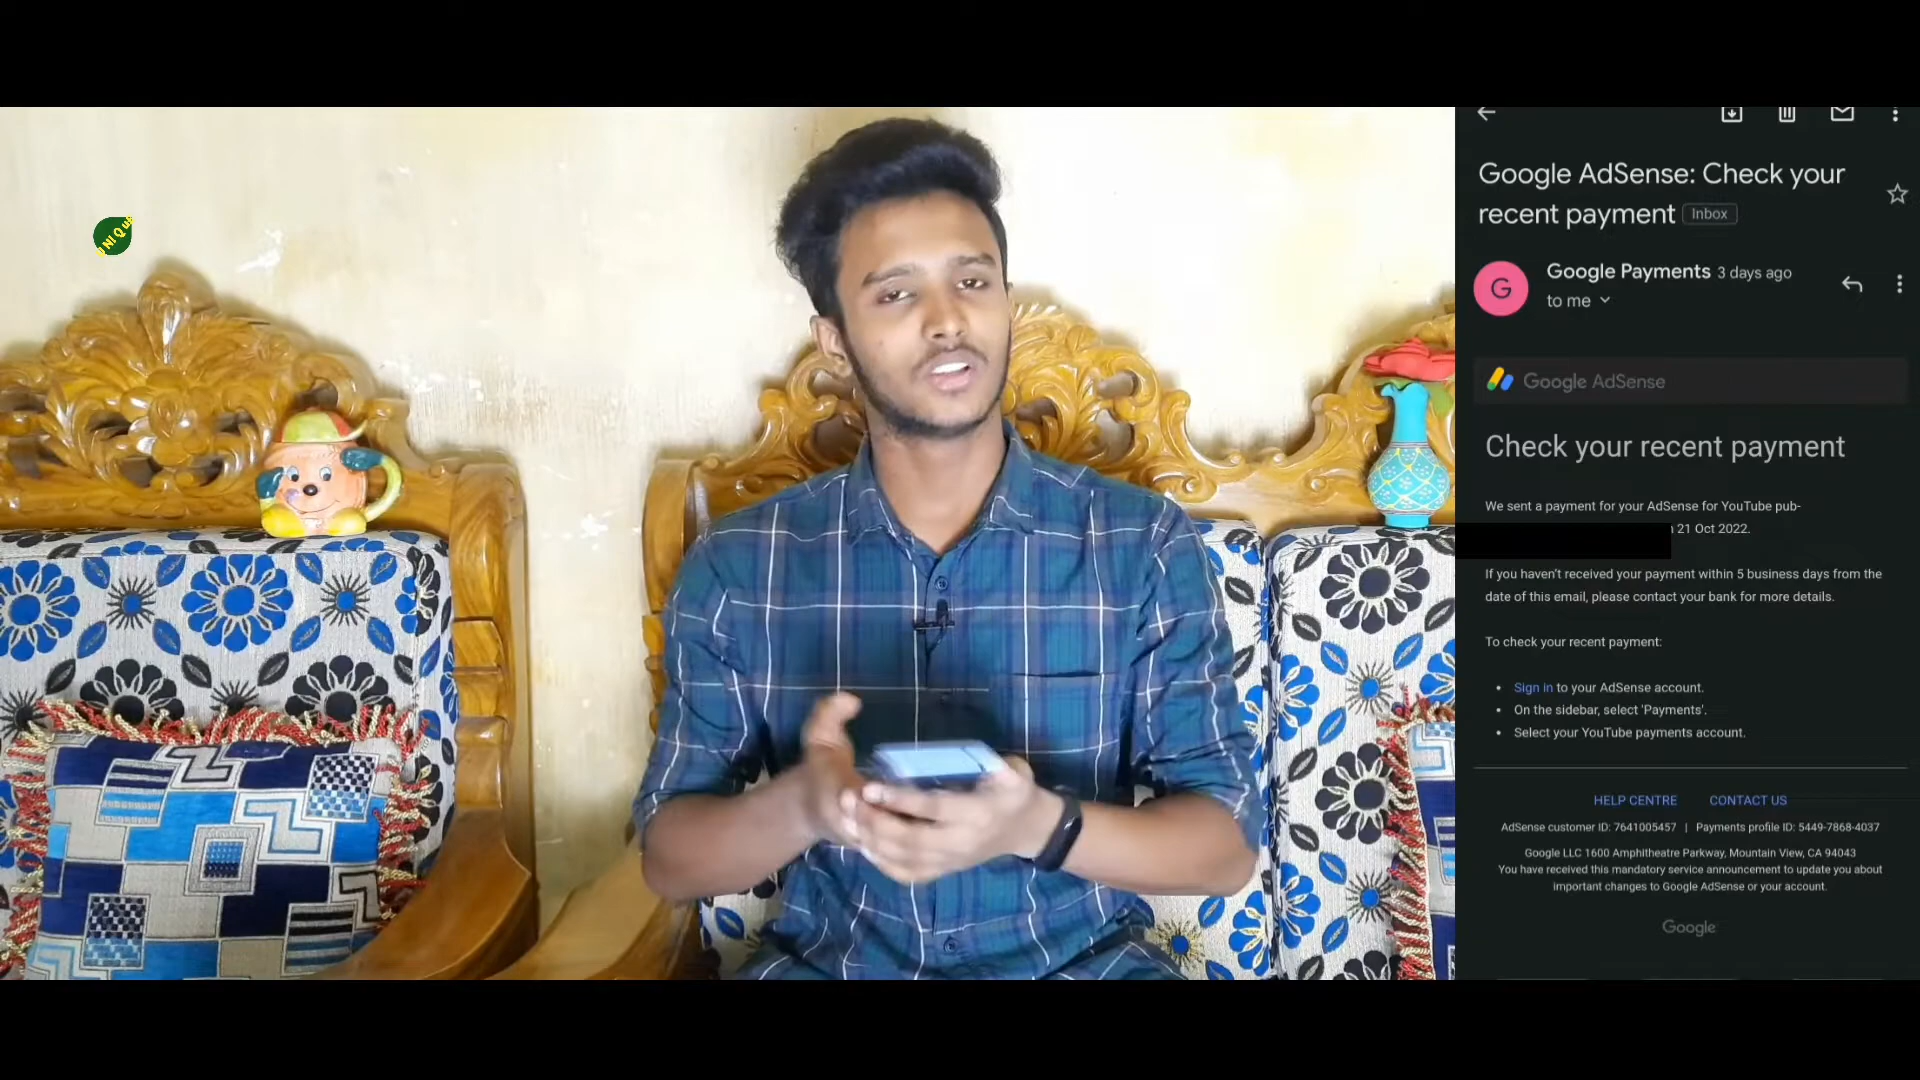 UNIQUE
Google AdSense: Check your
recent payment Inbox
G
Google Payments 3 days ago
to me
Google AdSense
Check your recent payment
We sent a payment for your AdSense for YouTube pub-
21 Oct 2022.
If you haven't received your payment within 5 business days from the
date of this email, please contact your bank for more details.
To check your recent payment:
• Sign in to your AdSense account.
• On the sidebar, select 'Payments'.
• Select your YouTube payments account.
HELP CENTRE CONTACT US
AdSense customer ID: 7641005457 | Payments profile ID: 5449-7868-4037
Google LLC 1600 Amphitheatre Parkway, Mountain View, CA 94043
You have received this mandatory service announcement to update you about
important changes to Google AdSense or your account.
Google